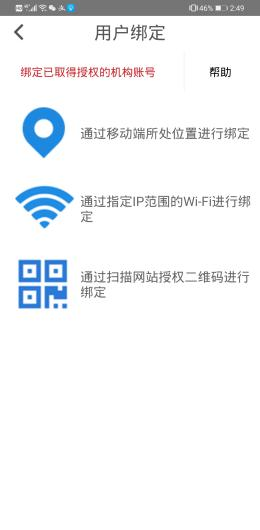 46% 2:49
用户绑定
绑定已取得授权的机构账号 帮助
通过移动端所处位置进行绑定
通过指定IP范围的Wi-Fi进行绑
定
通过扫描网站授权二维码进行
绑定